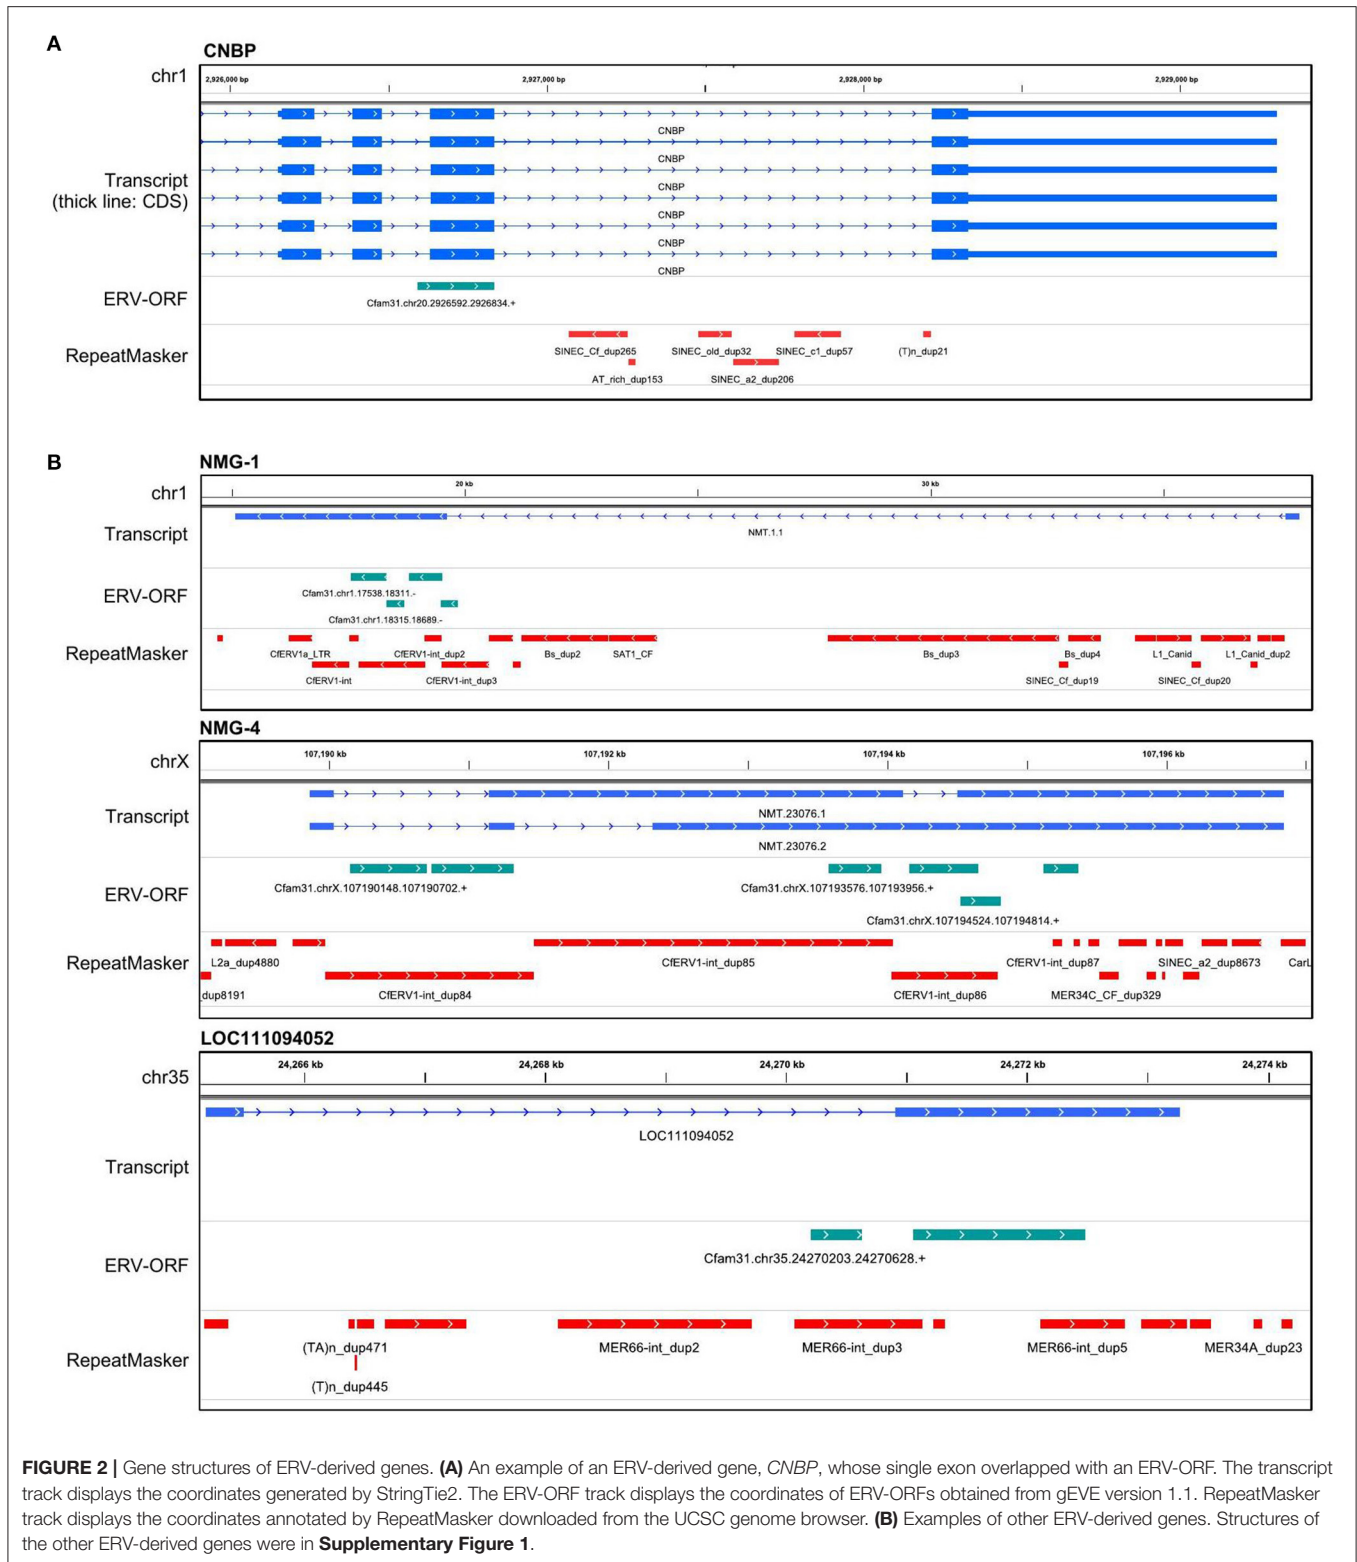 A
CNBP
chr1
2,926,000 bp
2,927,000 bp
2,928,000 bp
2,929,000 bp
CNBP
CNBP
CNBP
CNBP
CNBP
CNBP
Transcript
(thick line: CDS)
ERV-ORF
Cfam31.chr20.2926592.2926834.+
RepeatMasker
SINEC_Cf_dup265
SINEC_old_dup32
SINEC_c1_dup57
(T)n_dup21
AT_rich_dup153
SINEC_a2_dup206
B
NMG-1
chr1
20 kb
30 kb
Transcript
NMT.1.1
ERV-ORF
Cfam31.chr1.17538.18311.-
Cfam31.chr1.18315.18689.-
RepeatMasker
CfERV1a_LTR
CfERV1-int_dup2
Bs_dup2
SAT1_CF
Bs_dup3
Bs_dup4
L1_Canid
L1_Canid_dup2
CfERV1-int
CfERV1-int_dup3
SINEC_Cf_dup19
SINEC_Cf_dup20
NMG-4
chrX
107,190 kb
107,192 kb
107,194 kb
107,196 kb
Transcript
NMT.23076.1
NMT.23076.2
ERV-ORF
Cfam31.chrX.107190148.107190702.+
Cfam31.chrX.107193576.107193956.+
Cfam31.chrX.107194524.107194814.+
RepeatMasker
L2a_dup4880
CfERV1-int_dup85
CfERV1-int_dup87
SINEC_a2_dup8673
CarL
_dup8191
CfERV1-int_dup84
CfERV1-int_dup86
MER34C_CF_dup329
LOC111094052
chr35
24,266 kb
24,268 kb
24,270 kb
24,272 kb
24,274 kb
LOC111094052
Transcript
ERV-ORF
Cfam31.chr35.24270203.24270628.+
RepeatMasker
(TA)n_dup471
MER66-int_dup2
MER66-int_dup3
MER66-int_dup5
MER34A_dup23
(T)n_dup445
FIGURE 2 | Gene structures of ERV-derived genes. (A) An example of an ERV-derived gene, CNBP, whose single exon overlapped with an ERV-ORF. The transcript
track displays the coordinates generated by StringTie2. The ERV-ORF track displays the coordinates of ERV-ORFs obtained from gEVE version 1.1. RepeatMasker
track displays the coordinates annotated by RepeatMasker downloaded from the UCSC genome browser. (B) Examples of other ERV-derived genes. Structures of
the other ERV-derived genes were in Supplementary Figure 1.